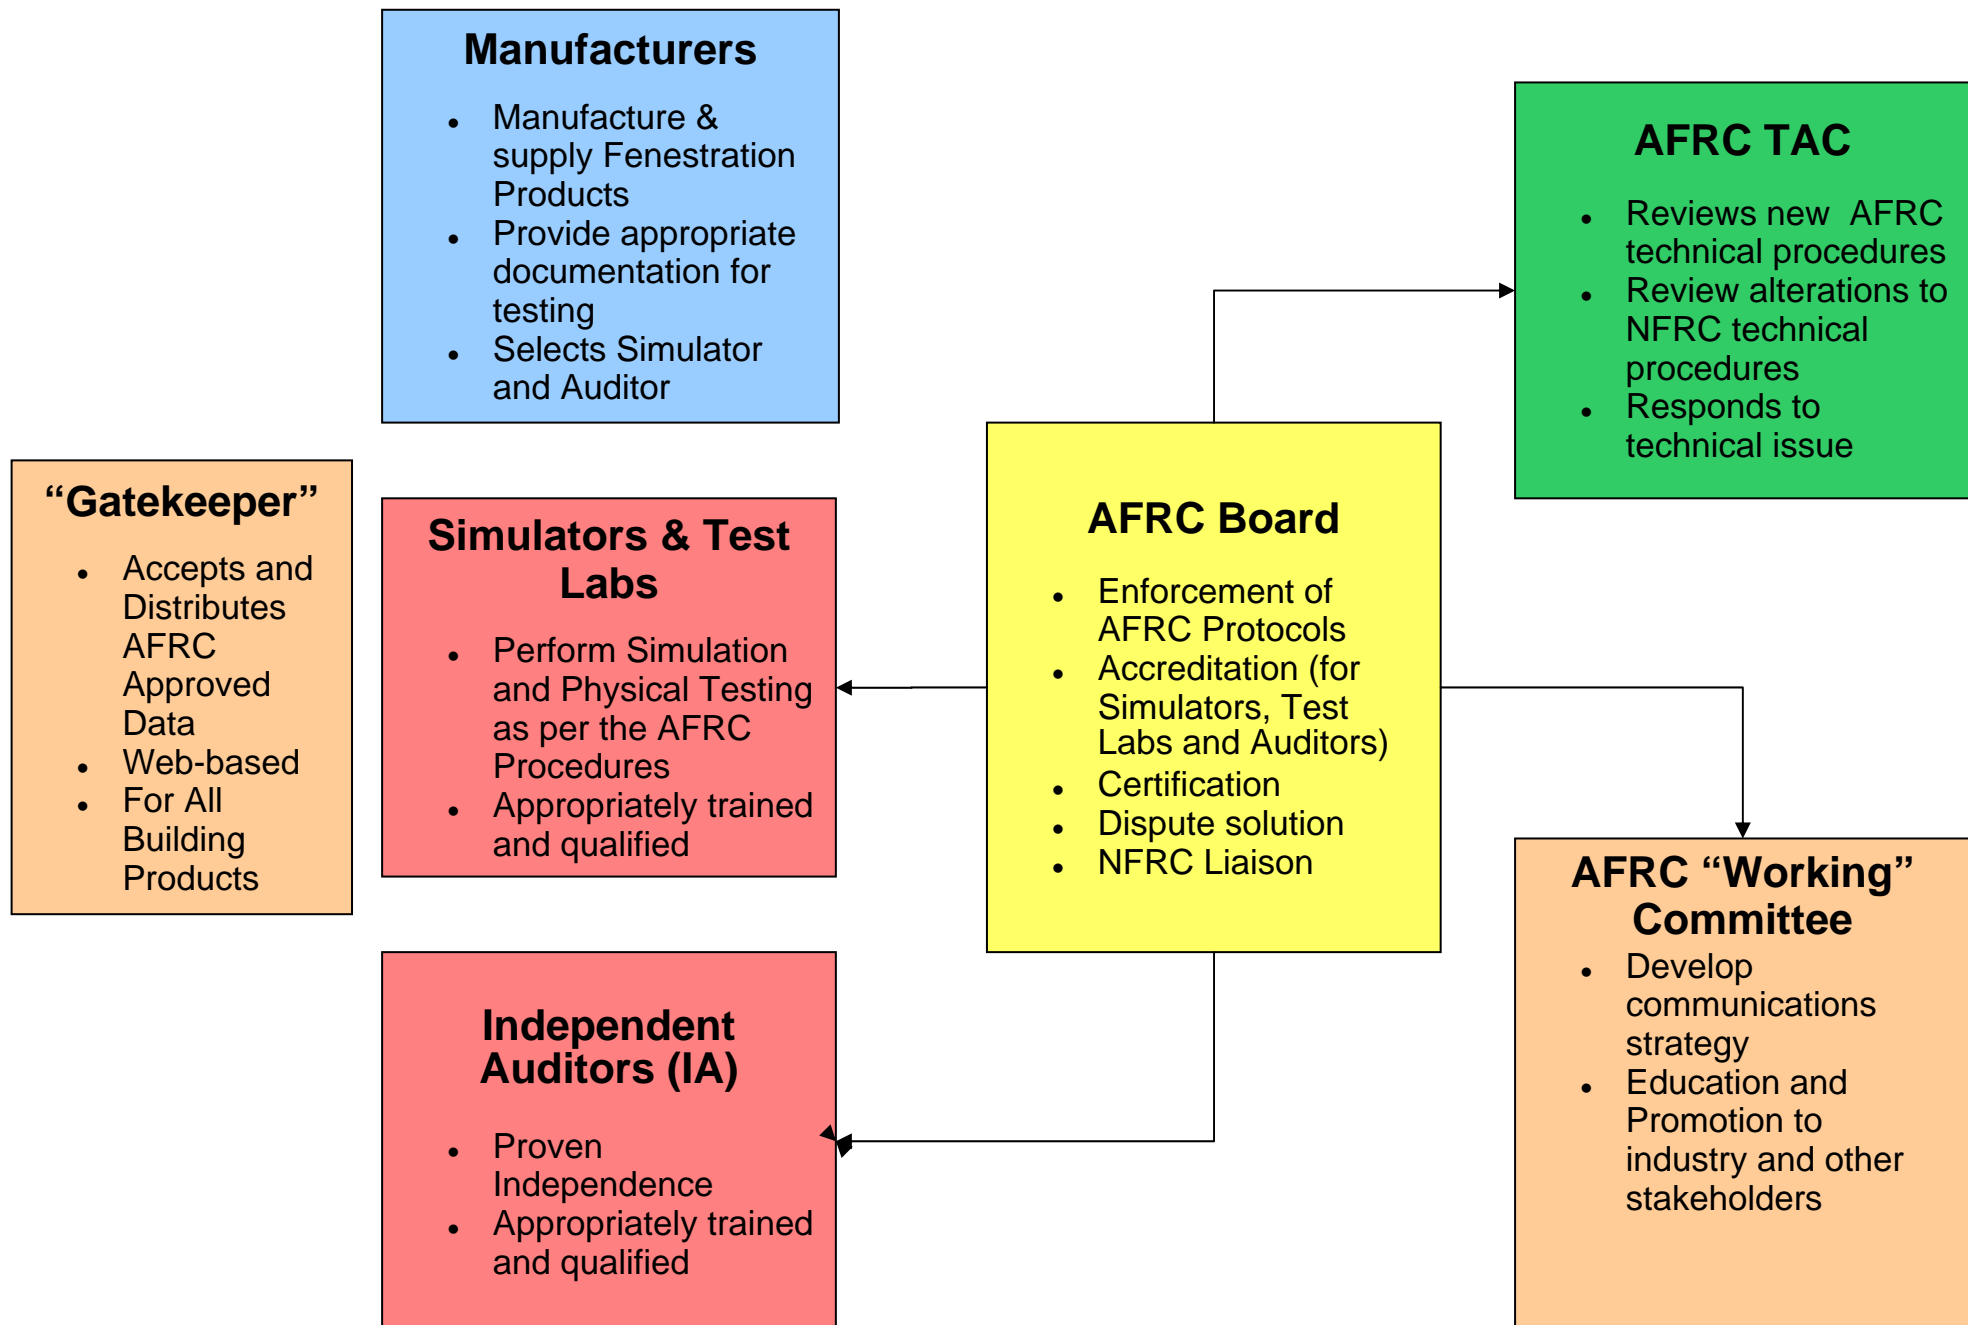 Manufacturers
• Manufacture &
supply Fenestration
Products
• Provide appropriate
documentation for
testing
• Selects Simulator
and Auditor
AFRC TAC
• Reviews new  AFRC
technical procedures
• Review alterations to
NFRC technical
procedures
• Responds to
technical issue
“Gatekeeper”
• Accepts and
Distributes
AFRC
Approved
Data
• Web-based
• For All
Building
Products
Simulators & Test
Labs
• Perform Simulation
and Physical Testing
as per the AFRC
Procedures
• Appropriately trained
and qualified
AFRC Board
• Enforcement of
AFRC Protocols
• Accreditation (for
Simulators, Test
Labs and Auditors)
• Certification
• Dispute solution
• NFRC Liaison
Independent
Auditors (IA)
• Proven
Independence
• Appropriately trained
and qualified
AFRC “Working”
Committee
• Develop
communications
strategy
• Education and
Promotion to
industry and other
stakeholders